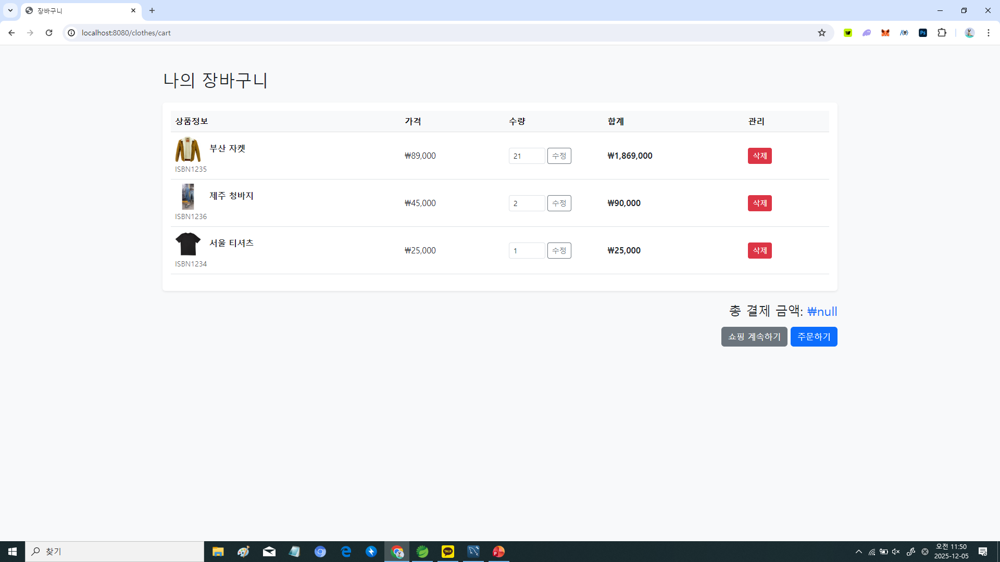 장바구니
localhost:8080/clothes/cart
Ps
나의 장바구니
상품정보 가격 수량 합계 관리
부산 자켓
₩89,000 21 수정 ₩1,869,000 삭제
ISBN1235
제주 청바지
₩45,000 2 수정 ₩90,000 삭제
ISBN1236
서울 티셔츠
₩25,000 1 수정 ₩25,000 삭제
ISBN1234
총 결제 금액: ₩null
쇼핑 계속하기 주문하기
찾기
TALK
P
오전 11:50
2025-12-05